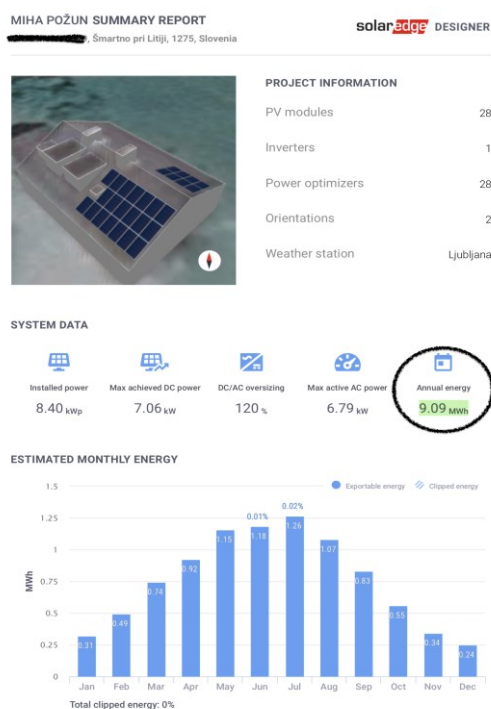 MIHA POŽUN SUMMARY REPORT
solaredge DESIGNER
, Šmartno pri Litiji, 1275, Slovenia
PROJECT INFORMATION
PV modules 28
Inverters 1
Power optimizers 28
Orientations 2
Weather station Ljubljana
SYSTEM DATA
Installed power Max achieved DC power DC/AC oversizing Max active AC power Annual energy
8.40 kWp 7.06 kW 120 % 6.79 kW 9.09 MWh
ESTIMATED MONTHLY ENERGY
Exportable energy Clipped energy
1.5
1.25
1
0.75
0.5
0.25
0
MWh
0.01% 0.02%
0.31 0.49 0.74 0.92 1.15 1.18 1.26 1.07 0.83 0.55 0.34 0.24
Jan Feb Mar Apr May Jun Jul Aug Sep Oct Nov Dec
Total clipped energy: 0%